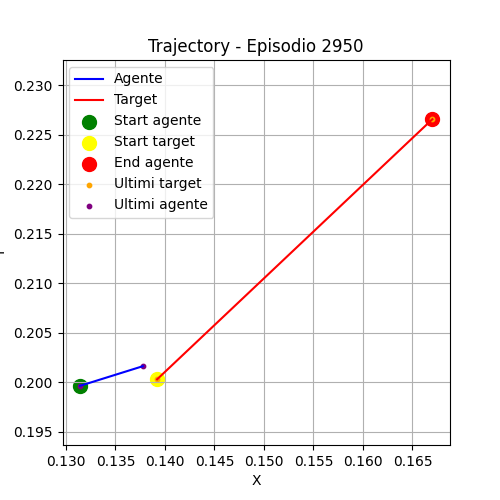 Trajectory - Episodio 2950
Agente
Target
Start agente
Start target
End agente
Ultimi target
Ultimi agente
0.230
0.225
0.220
0.215
0.210
0.205
0.200
0.195
0.130
0.135
0.140
0.145
0.150
0.155
0.160
0.165
X